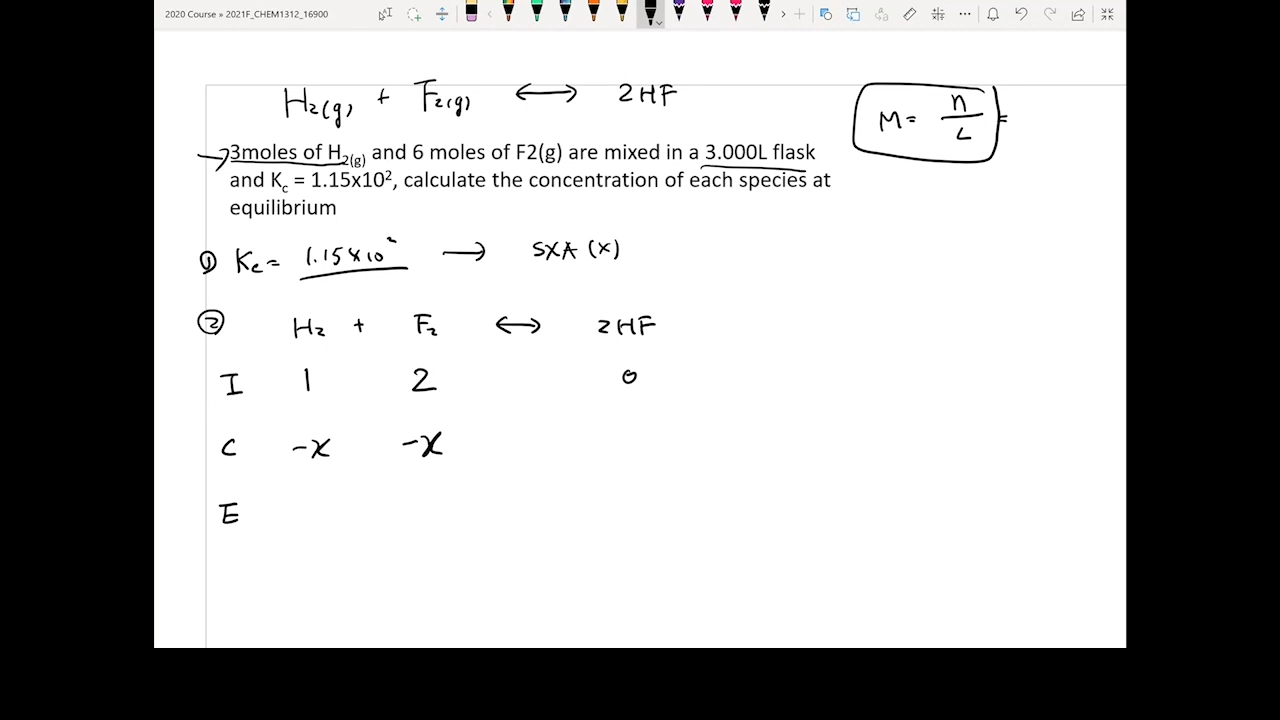 2020 Course » 2021F_CHEM1312_16900
H2(g) + F2(g) ↔ 2HF
M = n/L =
3moles of H2(g) and 6 moles of F2(g) are mixed in a 3.000L flask
and Kc = 1.15x10², calculate the concentration of each species at
equilibrium
① Kc = 1.15x10² → 5%A (x)
② H2 + F2 ↔ 2HF
I 1 2 0
C -x -x
E